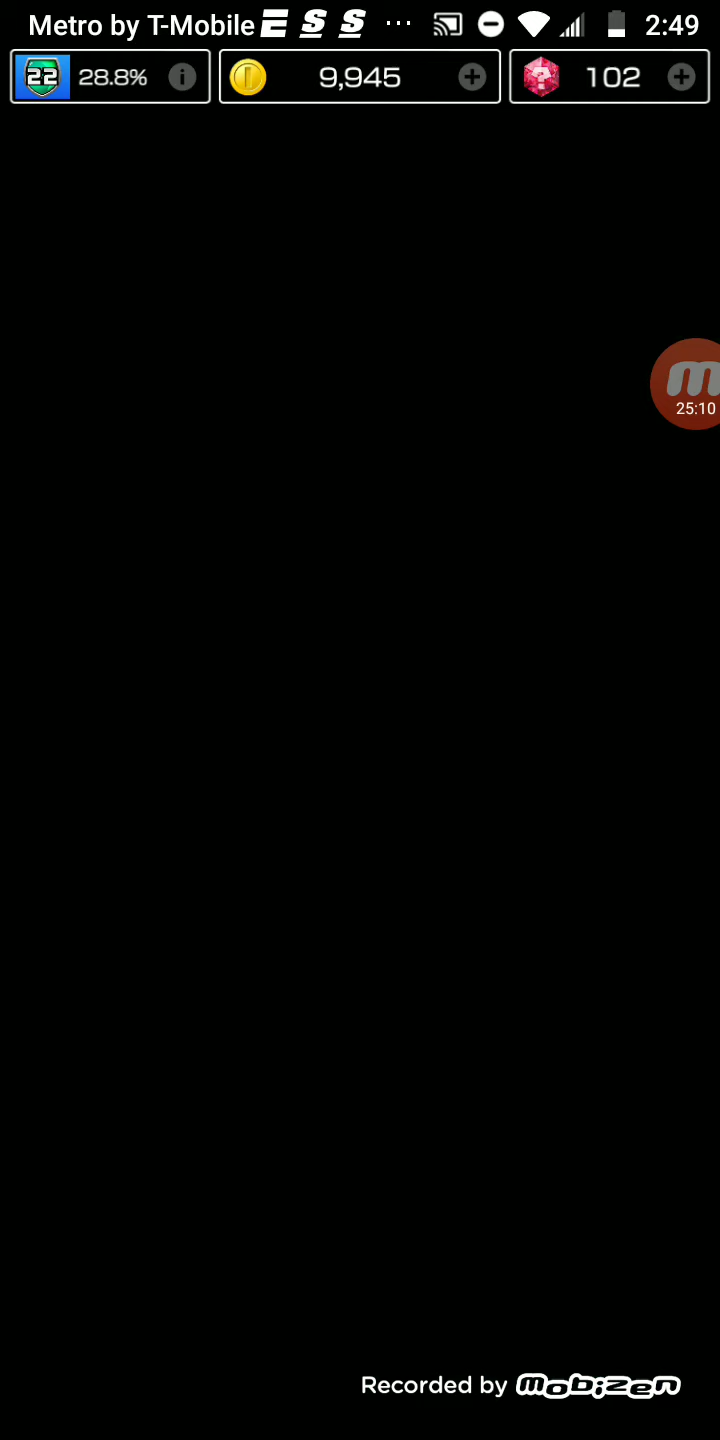 Metro by T-Mobile E S S ... 2:49
22 28.8% i 9,945 + ? 102 +
m
25:10
Recorded by mobizen